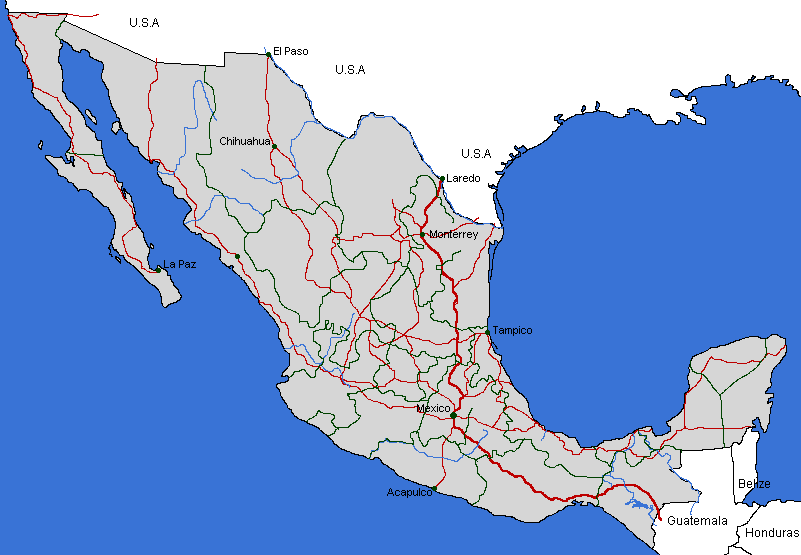 U.S.A
El Paso
U.S.A
Chihuahua
U.S.A
Laredo
Monterrey
La Paz
Tampico
Mexico
Belize
Acapulco
Guatemala
Honduras